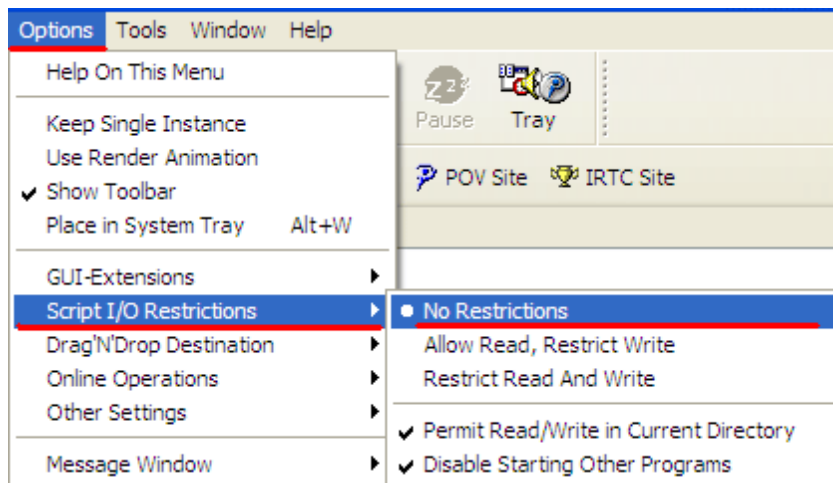 Options Tools Window Help
Help On This Menu
Keep Single Instance
Use Render Animation
Show Toolbar
Place in System Tray Alt+W
GUI-Extensions
Script I/O Restrictions
Drag'N'Drop Destination
Online Operations
Other Settings
Message Window
Pause Tray
POV Site IRTC Site
No Restrictions
Allow Read, Restrict Write
Restrict Read And Write
Permit Read/Write in Current Directory
Disable Starting Other Programs